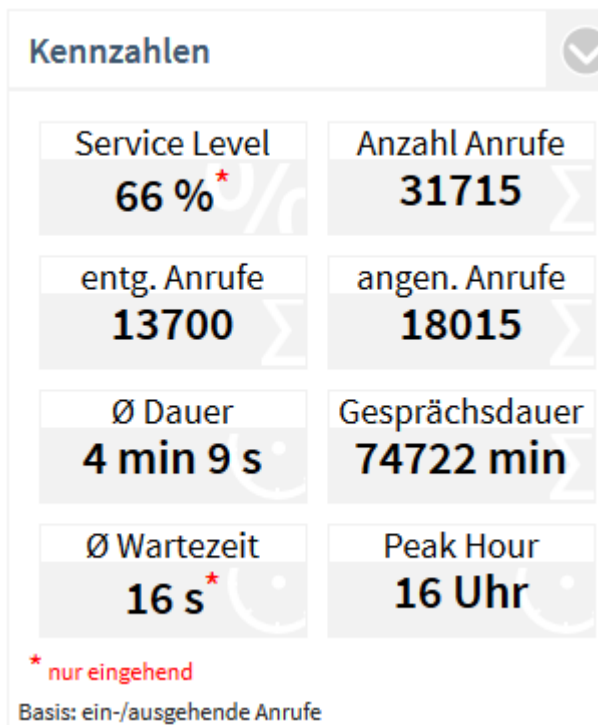 Kennzahlen
Service Level
66 %*
Anzahl Anrufe
31715
entg. Anrufe
13700
angen. Anrufe
18015
Ø Dauer
4 min 9 s
Gesprächsdauer
74722 min
Ø Wartezeit
16 s*
Peak Hour
16 Uhr
* nur eingehend
Basis: ein-/ausgehende Anrufe